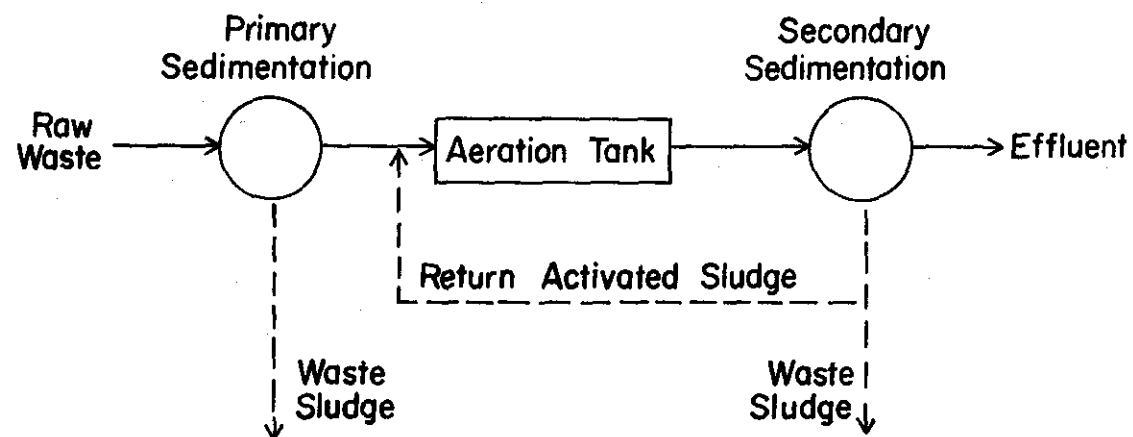 Primary
Sedimentation
Secondary
Sedimentation
Raw
Waste
Aeration Tank
Effluent
Return Activated Sludge
Waste
Sludge
Waste
Sludge